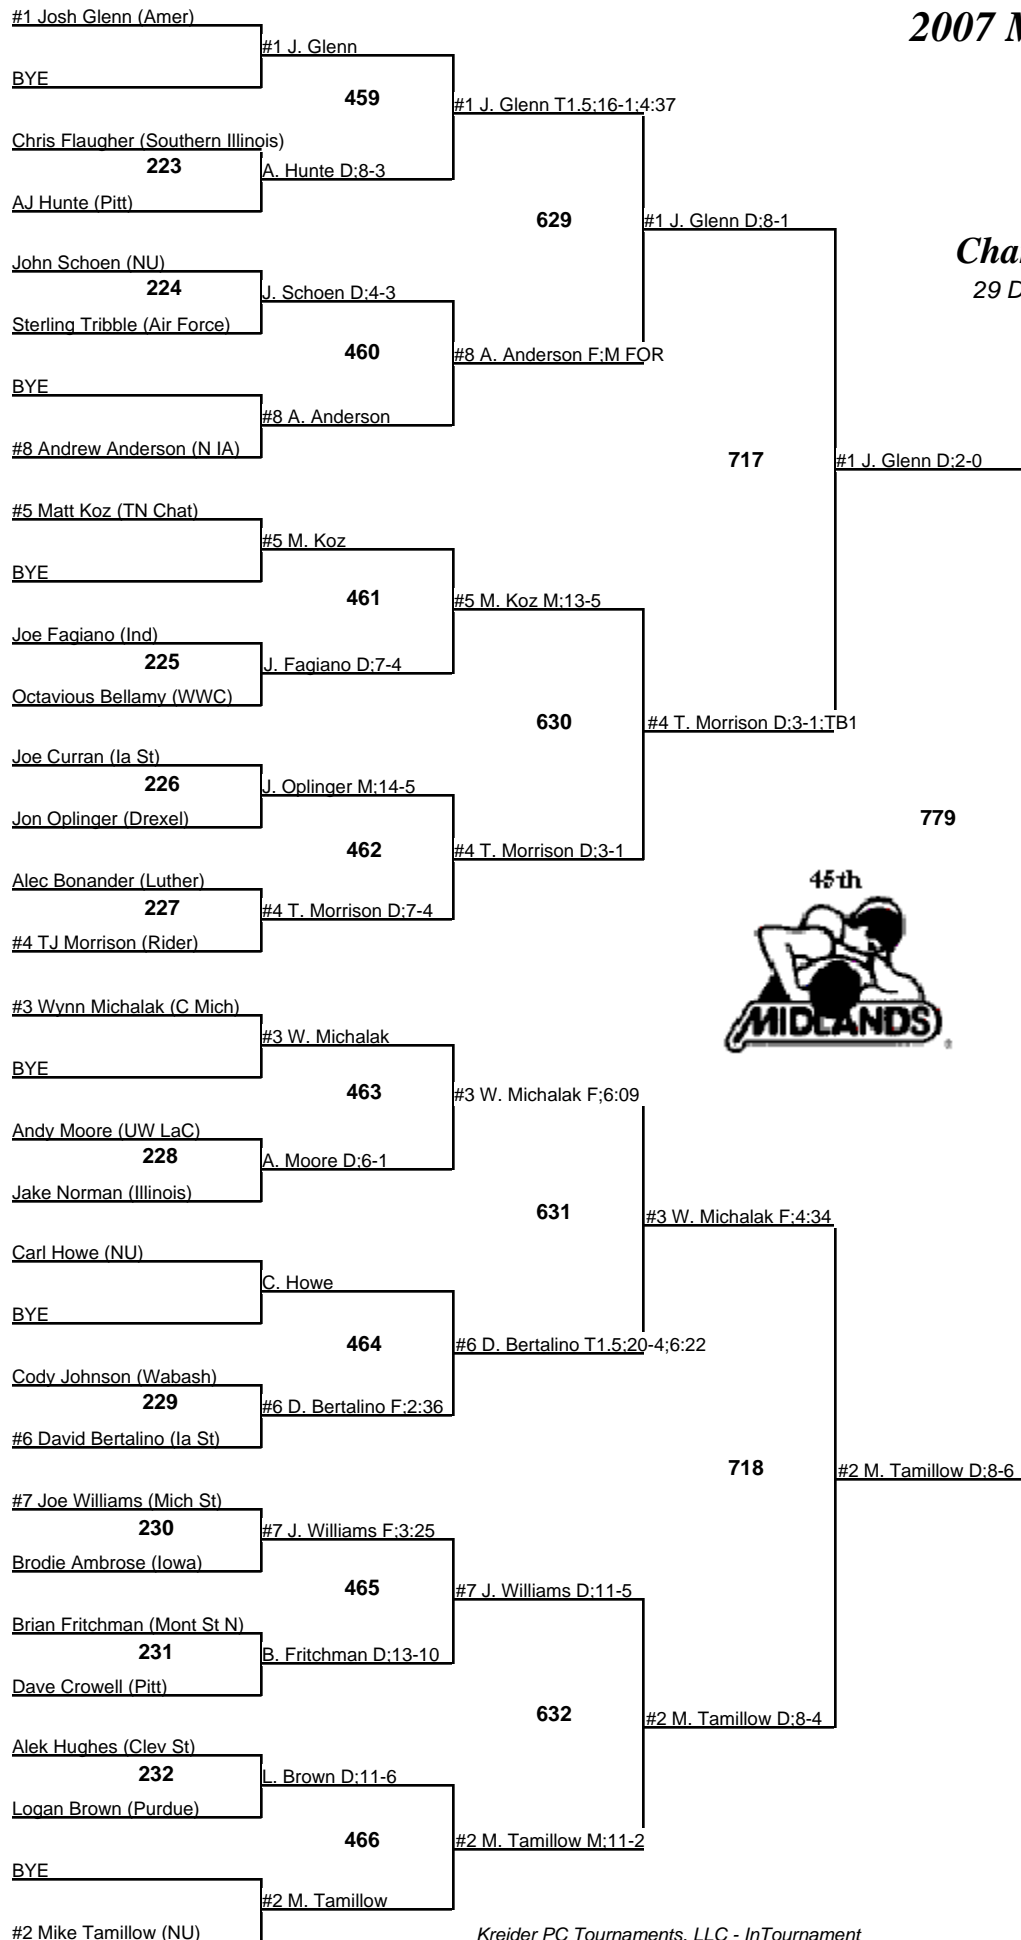 #1 Josh Glenn (Amer)
2007 M
#1 J. Glenn
BYE
459
#1 J. Glenn T1.5;16-1;4:37
Chris Flaugher (Southern Illinois)
223
A. Hunte D;8-3
AJ Hunte (Pitt)
629
#1 J. Glenn D;8-1
John Schoen (NU)
224
J. Schoen D;4-3
Sterling Tribble (Air Force)
Cha
29 D
460
#8 A. Anderson F;M FOR
BYE
#8 A. Anderson
#8 Andrew Anderson (N IA)
717
#1 J. Glenn D;2-0
#5 Matt Koz (TN Chat)
#5 M. Koz
BYE
461
#5 M. Koz M;13-5
Joe Fagiano (Ind)
225
J. Fagiano D;7-4
Octavious Bellamy (WWC)
630
#4 T. Morrison D;3-1;TB1
Joe Curran (Ia St)
226
J. Oplinger M;14-5
Jon Oplinger (Drexel)
779
462
#4 T. Morrison D;3-1
Alec Bonander (Luther)
227
#4 T. Morrison D;7-4
#4 TJ Morrison (Rider)
45th
MIDLANDS
®
#3 Wynn Michalak (C Mich)
#3 W. Michalak
BYE
463
#3 W. Michalak F;6:09
Andy Moore (UW LaC)
228
A. Moore D;6-1
Jake Norman (Illinois)
631
#3 W. Michalak F;4:34
Carl Howe (NU)
C. Howe
BYE
464
#6 D. Bertalino T1.5;20-4;6:22
Cody Johnson (Wabash)
229
#6 D. Bertalino F;2:36
#6 David Bertalino (Ia St)
718
#2 M. Tamillow D;8-6
#7 Joe Williams (Mich St)
230
#7 J. Williams F;3:25
Brodie Ambrose (Iowa)
465
#7 J. Williams D;11-5
Brian Fritchman (Mont St N)
231
B. Fritchman D;13-10
Dave Crowell (Pitt)
632
#2 M. Tamillow D;8-4
Alek Hughes (Clev St)
232
L. Brown D;11-6
Logan Brown (Purdue)
466
#2 M. Tamillow M;11-2
BYE
#2 M. Tamillow
#2 Mike Tamillow (NU)
Kreider PC Tournaments, LLC - InTournament